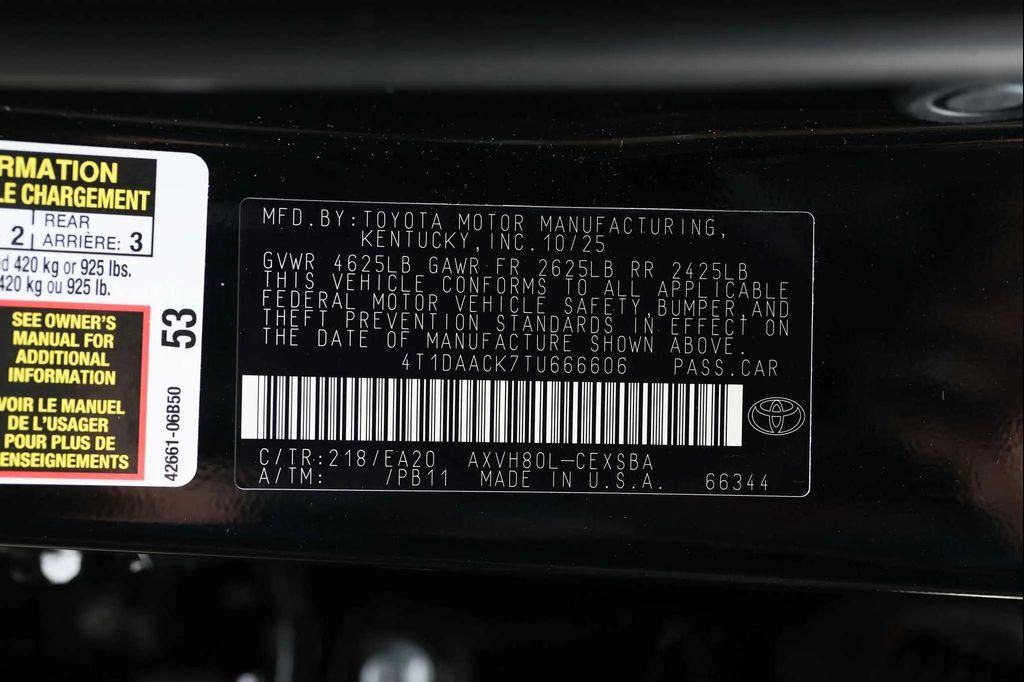 RMATION
LE CHARGEMENT
2 REAR
ARRIÈRE: 3
d 420 kg or 925 lbs.
420 kg ou 925 lb.
SEE OWNER'S
MANUAL FOR
ADDITIONAL
INFORMATION
VOIR LE MANUEL
DE L'USAGER
POUR PLUS DE
RENSEIGNEMENTS
53
42661-06B50
MFD.BY:TOYOTA MOTOR MANUFACTURING,
KENTUCKY,INC.10/25
GVWR 4625LB GAWR FR 2625LB RR 2425LB
THIS VEHICLE CONFORMS TO ALL APPLICABLE
FEDERAL MOTOR VEHICLE SAFETY,BUMPER,AND
THEFT PREVENTION STANDARDS IN EFFECT ON
THE DATE OF MANUFACTURE SHOWN ABOVE.
4T1DAACK7TU666606 PASS.CAR
C/TR:218/EA20 AXVH80L-CEXSBA
A/TM: /PB11 MADE IN U.S.A. 66344